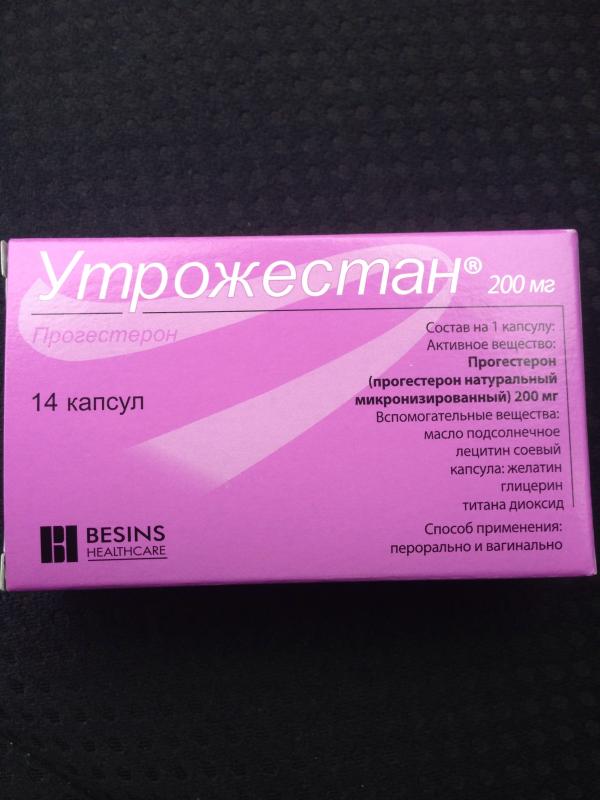 Утрожестан® 200 мг
Прогестерон
14 капсул
Состав на 1 капсулу:
Активное вещество:
Прогестерон
(прогестерон натуральный
микронизированный) 200 мг
Вспомогательные вещества:
масло подсолнечное
лецитин соевый
капсула: желатин
глицерин
титана диоксид
Способ применения:
перорально и вагинально
BESINS
HEALTHCARE